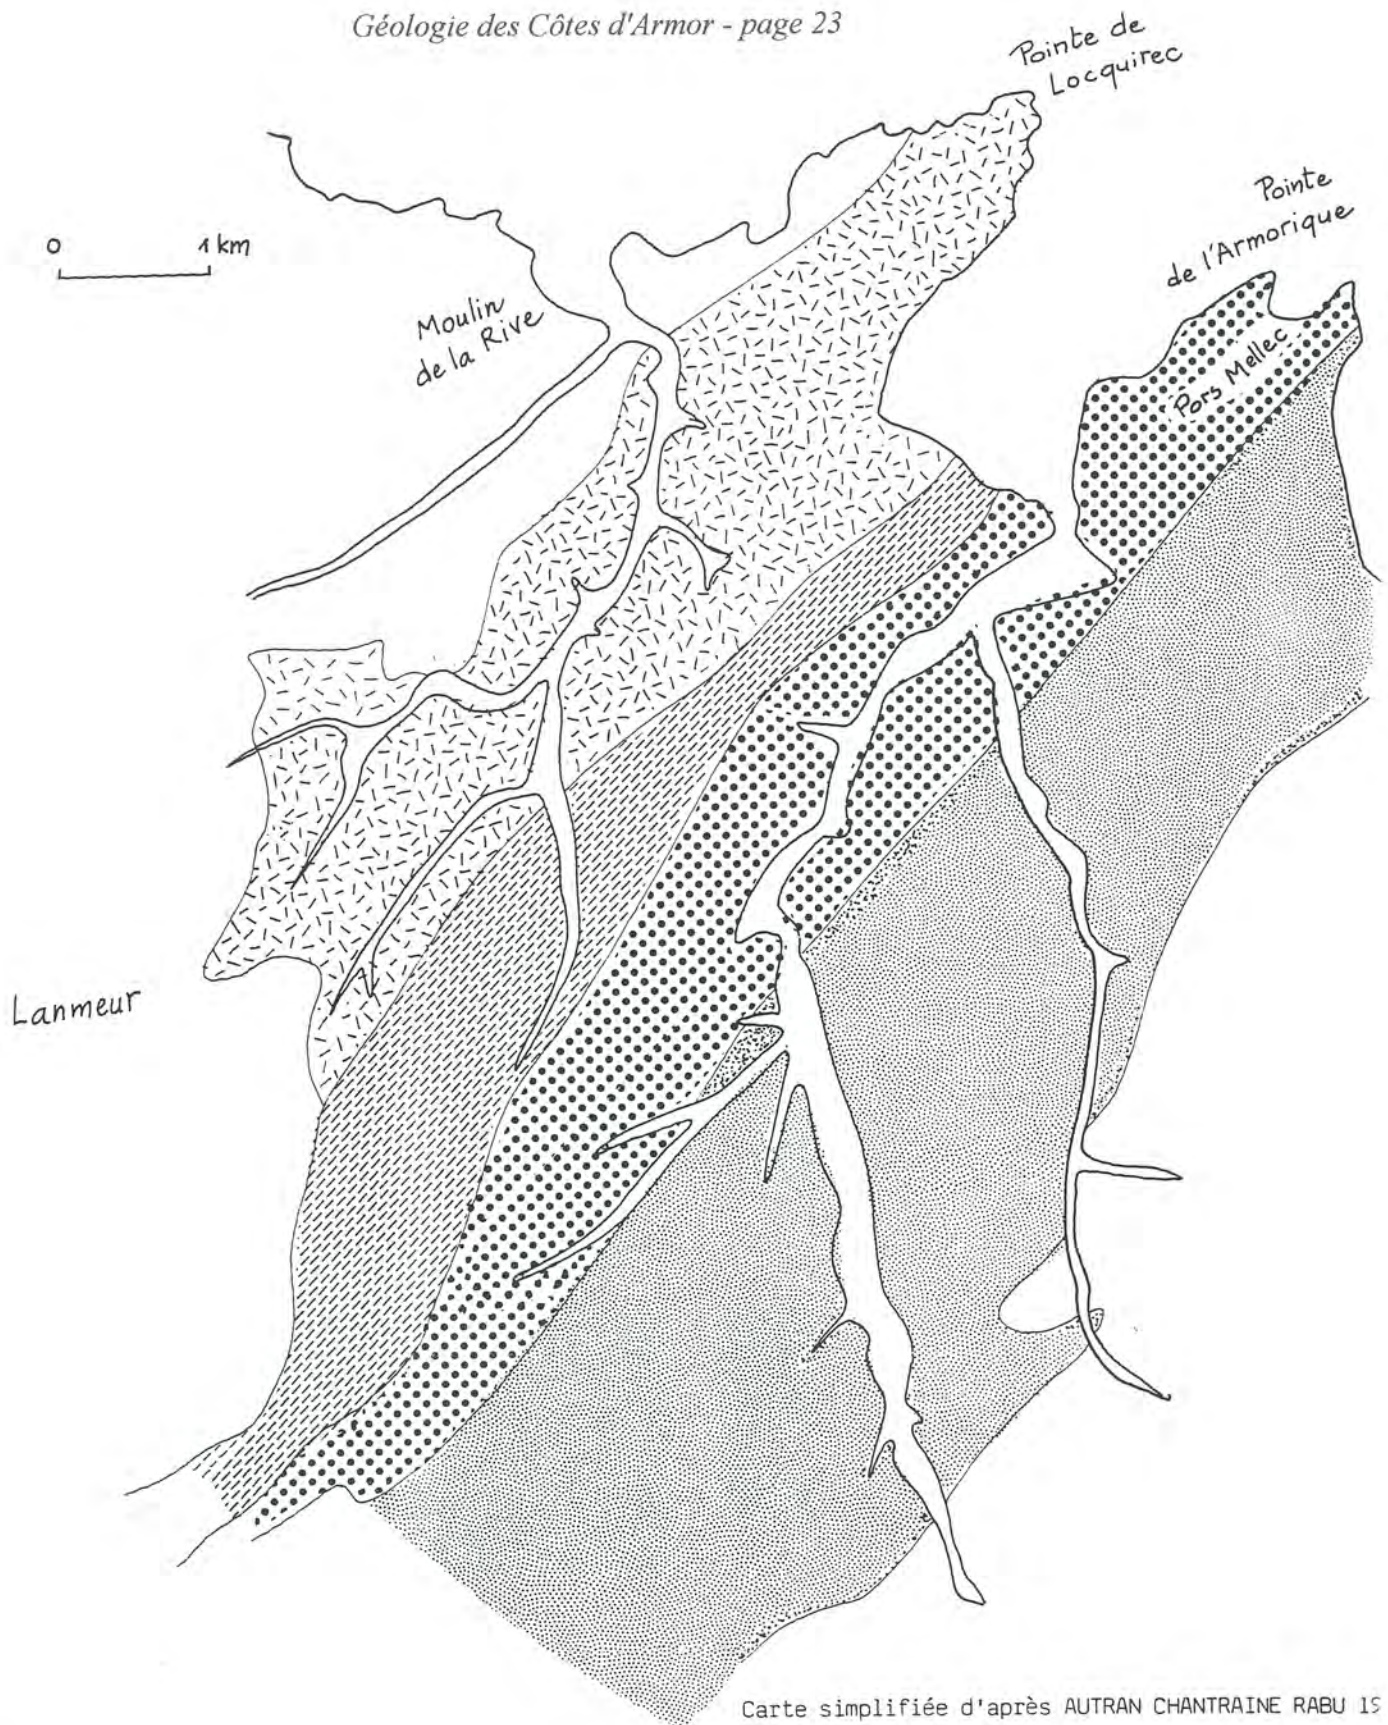 Géologie des Côtes d'Armor - page 23
Pointe de
Locquirec
Pointe
de l'Armorique
0 1 km
Moulin
de la Rive
Pors Mellec
Lanmeur
Carte simplifiée d'après AUTRAN CHANTRAINE RABU